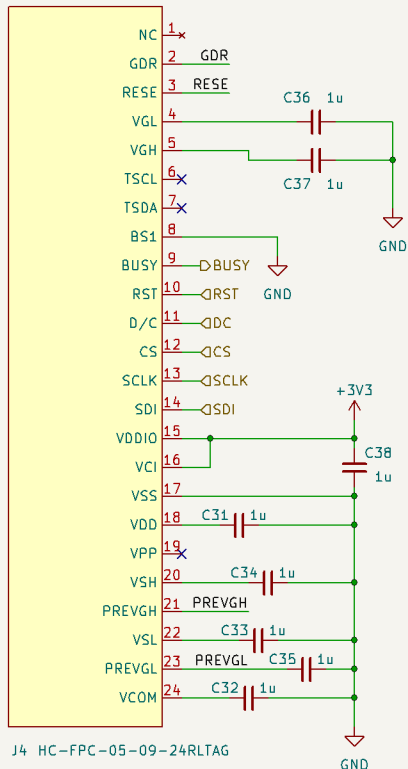 NC 1
GDR 2 GDR
RESE 3 RESE
C36 1u
VGL 4
VGH 5
C37 1u
TSCL 6
TSDA 7
GND
BS1 8
BUSY 9 BUSY
RST 10 RST
GND
D/C 11 DC
CS 12 CS
SCLK 13 SCLK
+3V3
SDI 14 SDI
VDDIO 15
C38
VCI 16
1u
VSS 17
C31 1u
VDD 18
VPP 19
C34 1u
VSH 20
PREVGH 21 PREVGH
C33 1u
VSL 22
PREVGL 23 PREVGL C35 1u
C32 1u
VCOM 24
J4 HC-FPC-05-09-24RLTAG
GND